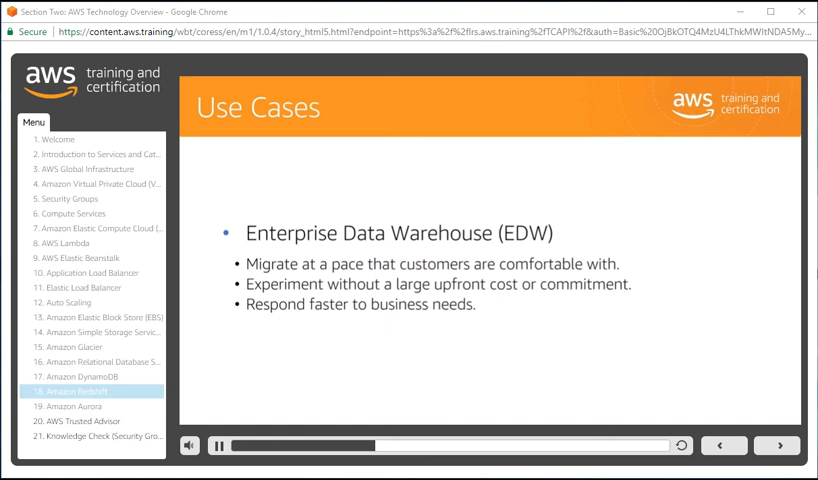 Section Two: AWS Technology Overview - Google Chrome
Secure https://content.aws.training/wbt/coress/en/m1/1.0.4/story_html5.html?endpoint=https%3a%2f%2flrs.aws.training%2fTCAPI%2f&auth=Basic%20OjBkOTQ4MzU4LThkMWItNDA5My...
aws training and certification
Menu
1. Welcome
2. Introduction to Services and Cat...
3. AWS Global Infrastructure
4. Amazon Virtual Private Cloud (V...
5. Security Groups
6. Compute Services
7. Amazon Elastic Compute Cloud (...
8. AWS Lambda
9. AWS Elastic Beanstalk
10. Application Load Balancer
11. Elastic Load Balancer
12. Auto Scaling
13. Amazon Elastic Block Store (EBS)
14. Amazon Simple Storage Servic...
15. Amazon Glacier
16. Amazon Relational Database S...
17. Amazon DynamoDB
18. Amazon Redshift
19. Amazon Aurora
20. AWS Trusted Advisor
21. Knowledge Check (Security Gro...
Use Cases
aws training and certification
• Enterprise Data Warehouse (EDW)
• Migrate at a pace that customers are comfortable with.
• Experiment without a large upfront cost or commitment.
• Respond faster to business needs.